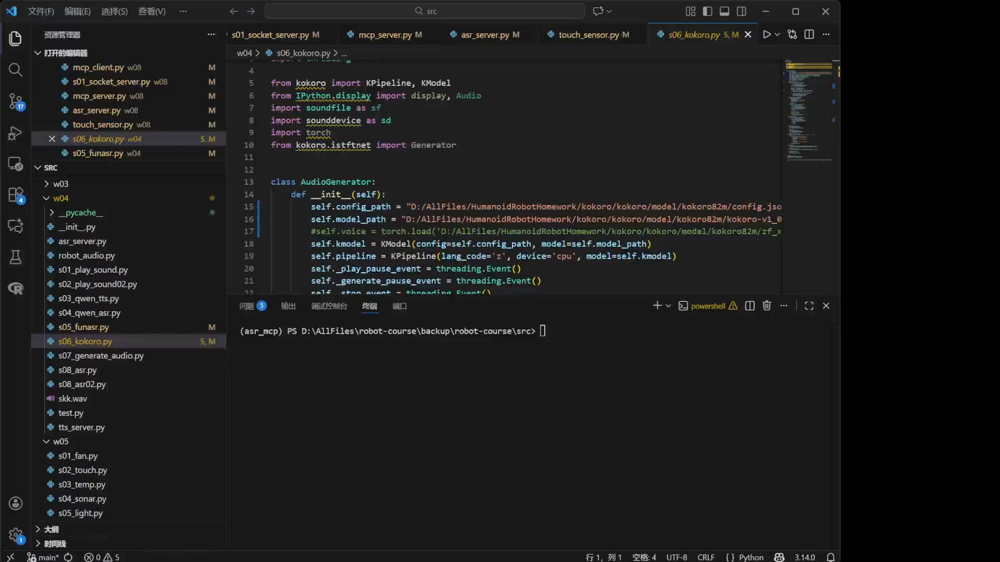 文件(F) 编辑(E) 选择(S) 查看(V) ··· src
资源管理器 ···
打开的编辑器
mcp_client.py w08 M
s01_socket_server.py w08 M
mcp_server.py w08 M
asr_server.py w08 M
touch_sensor.py w08 M
s06_kokoro.py w04 5, M
s05_funasr.py w04 M
SRC
w03
w04
__pycache__
__init__.py
asr_server.py
robot_audio.py
s01_play_sound.py
s02_play_sound02.py
s03_qwen_tts.py
s04_qwen_asr.py
s05_funasr.py M
s06_kokoro.py 5, M
s07_generate_audio.py
s08_asr.py
s08_asr02.py
skk.wav
test.py
tts_server.py
w05
s01_fan.py
s02_touch.py
s03_temp.py
s04_sonar.py
s05_light.py
大纲
时间线
17
4
1
s01_socket_server.py M mcp_server.py M asr_server.py M touch_sensor.py M s06_kokoro.py 5, M
w04 > s06_kokoro.py > ...
3 import threading
4
5 from kokoro import KPipeline, KModel
6 from IPython.display import display, Audio
7 import soundfile as sf
8 import sounddevice as sd
9 import torch
10 from kokoro.istftnet import Generator
11
12
13 class AudioGenerator:
14 def __init__(self):
15 self.config_path = "D:/AllFiles/HumanoidRobotHomework/kokoro/kokoro/model/kokoro82m/config.jso
16 self.model_path = "D:/AllFiles/HumanoidRobotHomework/kokoro/kokoro/model/kokoro82m/kokoro-v1_0
17 #self.voice = torch.load('D:/AllFiles/HumanoidRobotHomework/kokoro/kokoro/model/kokoro82m/zf_x
18 self.kmodel = KModel(config=self.config_path, model=self.model_path)
19 self.pipeline = KPipeline(lang_code='z', device='cpu', model=self.kmodel)
20 self._play_pause_event = threading.Event()
21 self._generate_pause_event = threading.Event()
22 self._stop_event = threading.Event()
问题 5 输出 调试控制台 终端 端口 powershell
(asr_mcp) PS D:\AllFiles\robot-course\backup\robot-course\src>
main* 0 5 行 1，列 1 空格: 4 UTF-8 CRLF { } Python 3.14.0